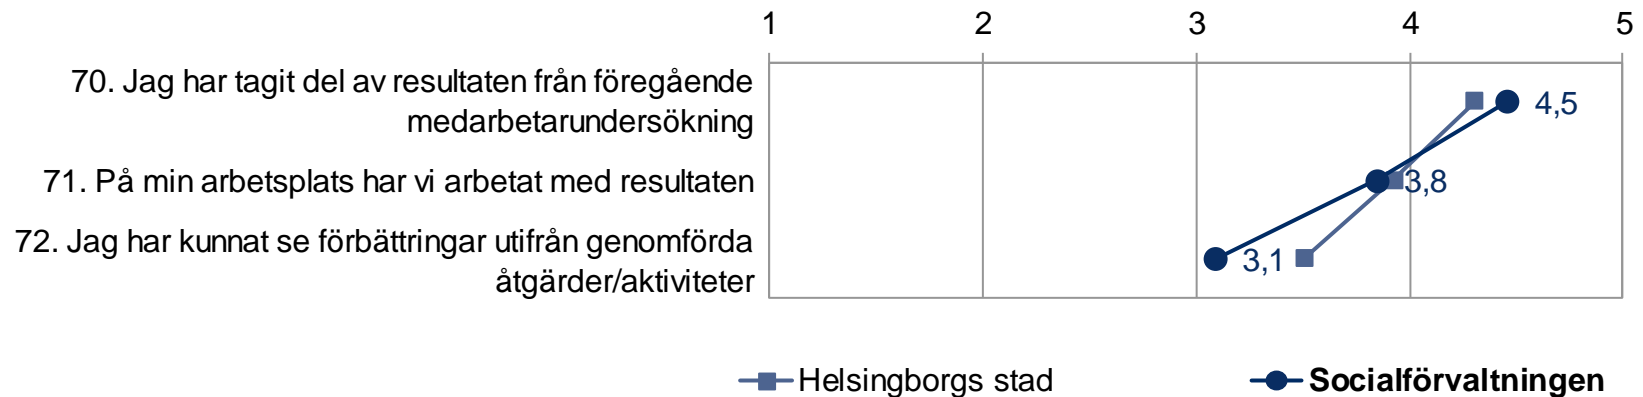 1 2 3 4 5
70. Jag har tagit del av resultaten från föregående
medarbetarundersökning
4,5
71. På min arbetsplats har vi arbetat med resultaten
3,8
72. Jag har kunnat se förbättringar utifrån genomförda
åtgärder/aktiviteter
3,1
Helsingborgs stad
Socialförvaltningen